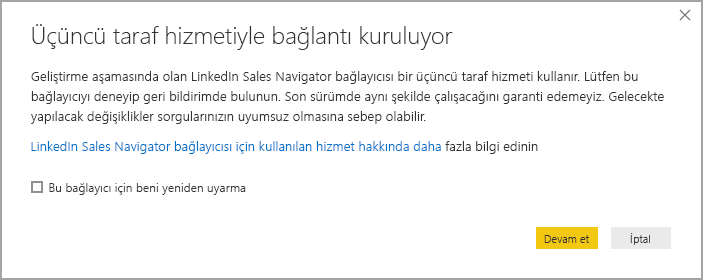 Üçüncü taraf hizmetiyle bağlantı kuruluyor
Geliştirme aşamasında olan LinkedIn Sales Navigator bağlayıcısı bir üçüncü taraf hizmeti kullanır. Lütfen bu
bağlayıcıyı deneyip geri bildirimde bulunun. Son sürümde aynı şekilde çalışacağını garanti edemeyiz. Gelecekte
yapılacak değişiklikler sorgularınızın uyumsuz olmasına sebep olabilir.
LinkedIn Sales Navigator bağlayıcısı için kullanılan hizmet hakkında daha fazla bilgi edinin
Bu bağlayıcı için beni yeniden uyarma
Devam et
İptal